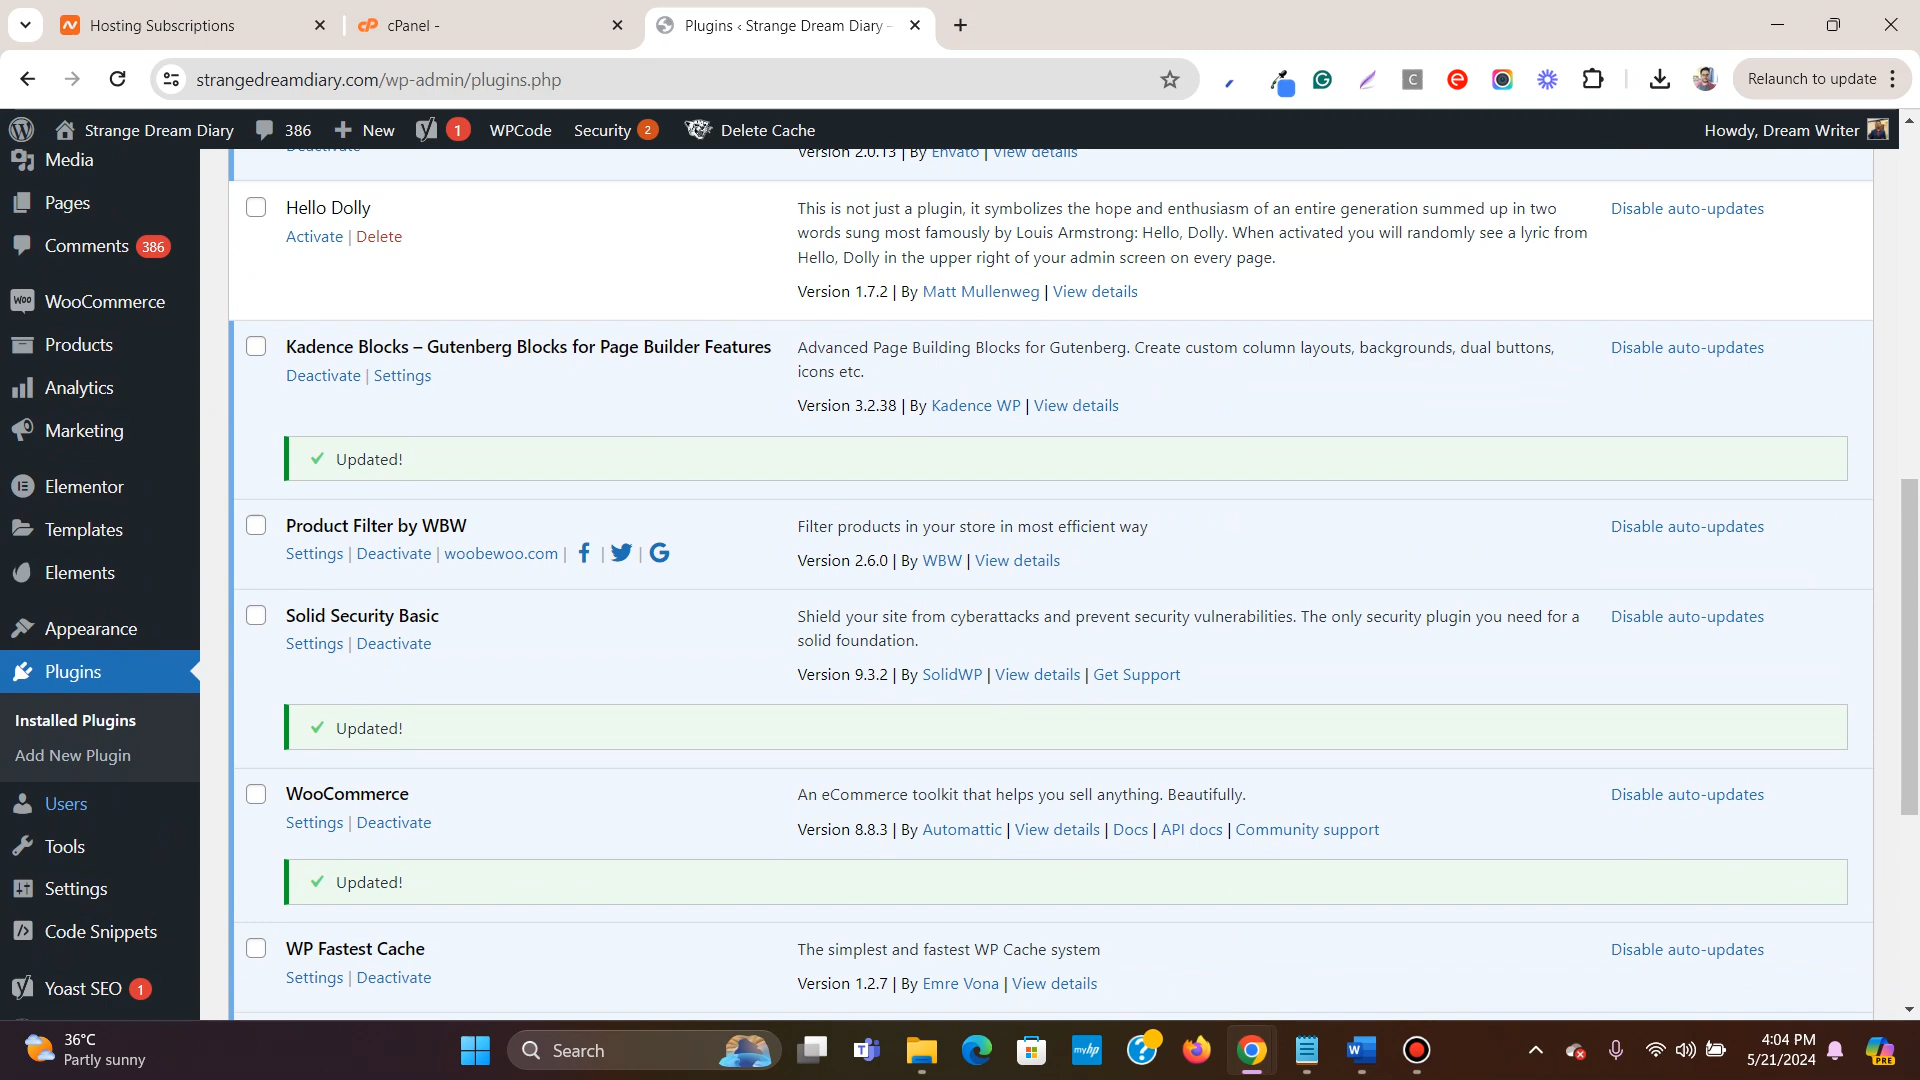 Hosting Subscriptions
cPanel -
Plugins ‹ Strange Dream Diary –
strangedreamdiary.com/wp-admin/plugins.php
Relaunch to update
Strange Dream Diary
386
New
1
WPCode
Security 2
Delete Cache
Howdy, Dream Writer
Media
Pages
Comments 386
WooCommerce
Products
Analytics
Marketing
Elementor
Templates
Elements
Appearance
Plugins
Installed Plugins
Add New Plugin
Users
Tools
Settings
Code Snippets
Yoast SEO 1
Deactivate
Version 2.0.13 | By Envato | View details
Hello Dolly
Activate | Delete
This is not just a plugin, it symbolizes the hope and enthusiasm of an entire generation summed up in two
words sung most famously by Louis Armstrong: Hello, Dolly. When activated you will randomly see a lyric from
Hello, Dolly in the upper right of your admin screen on every page.
Version 1.7.2 | By Matt Mullenweg | View details
Disable auto-updates
Kadence Blocks – Gutenberg Blocks for Page Builder Features
Deactivate | Settings
Advanced Page Building Blocks for Gutenberg. Create custom column layouts, backgrounds, dual buttons,
icons etc.
Version 3.2.38 | By Kadence WP | View details
Disable auto-updates
Updated!
Product Filter by WBW
Settings | Deactivate | woobewoo.com | | |
Filter products in your store in most efficient way
Version 2.6.0 | By WBW | View details
Disable auto-updates
Solid Security Basic
Settings | Deactivate
Shield your site from cyberattacks and prevent security vulnerabilities. The only security plugin you need for a
solid foundation.
Version 9.3.2 | By SolidWP | View details | Get Support
Disable auto-updates
Updated!
WooCommerce
Settings | Deactivate
An eCommerce toolkit that helps you sell anything. Beautifully.
Version 8.8.3 | By Automattic | View details | Docs | API docs | Community support
Disable auto-updates
Updated!
WP Fastest Cache
Settings | Deactivate
The simplest and fastest WP Cache system
Version 1.2.7 | By Emre Vona | View details
Disable auto-updates
36°C
Partly sunny
Search
4:04 PM
5/21/2024